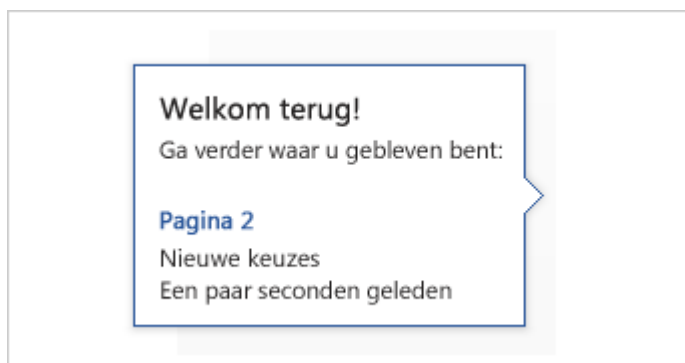 Welkom terug!
Ga verder waar u gebleven bent:
Pagina 2
Nieuwe keuzes
Een paar seconden geleden